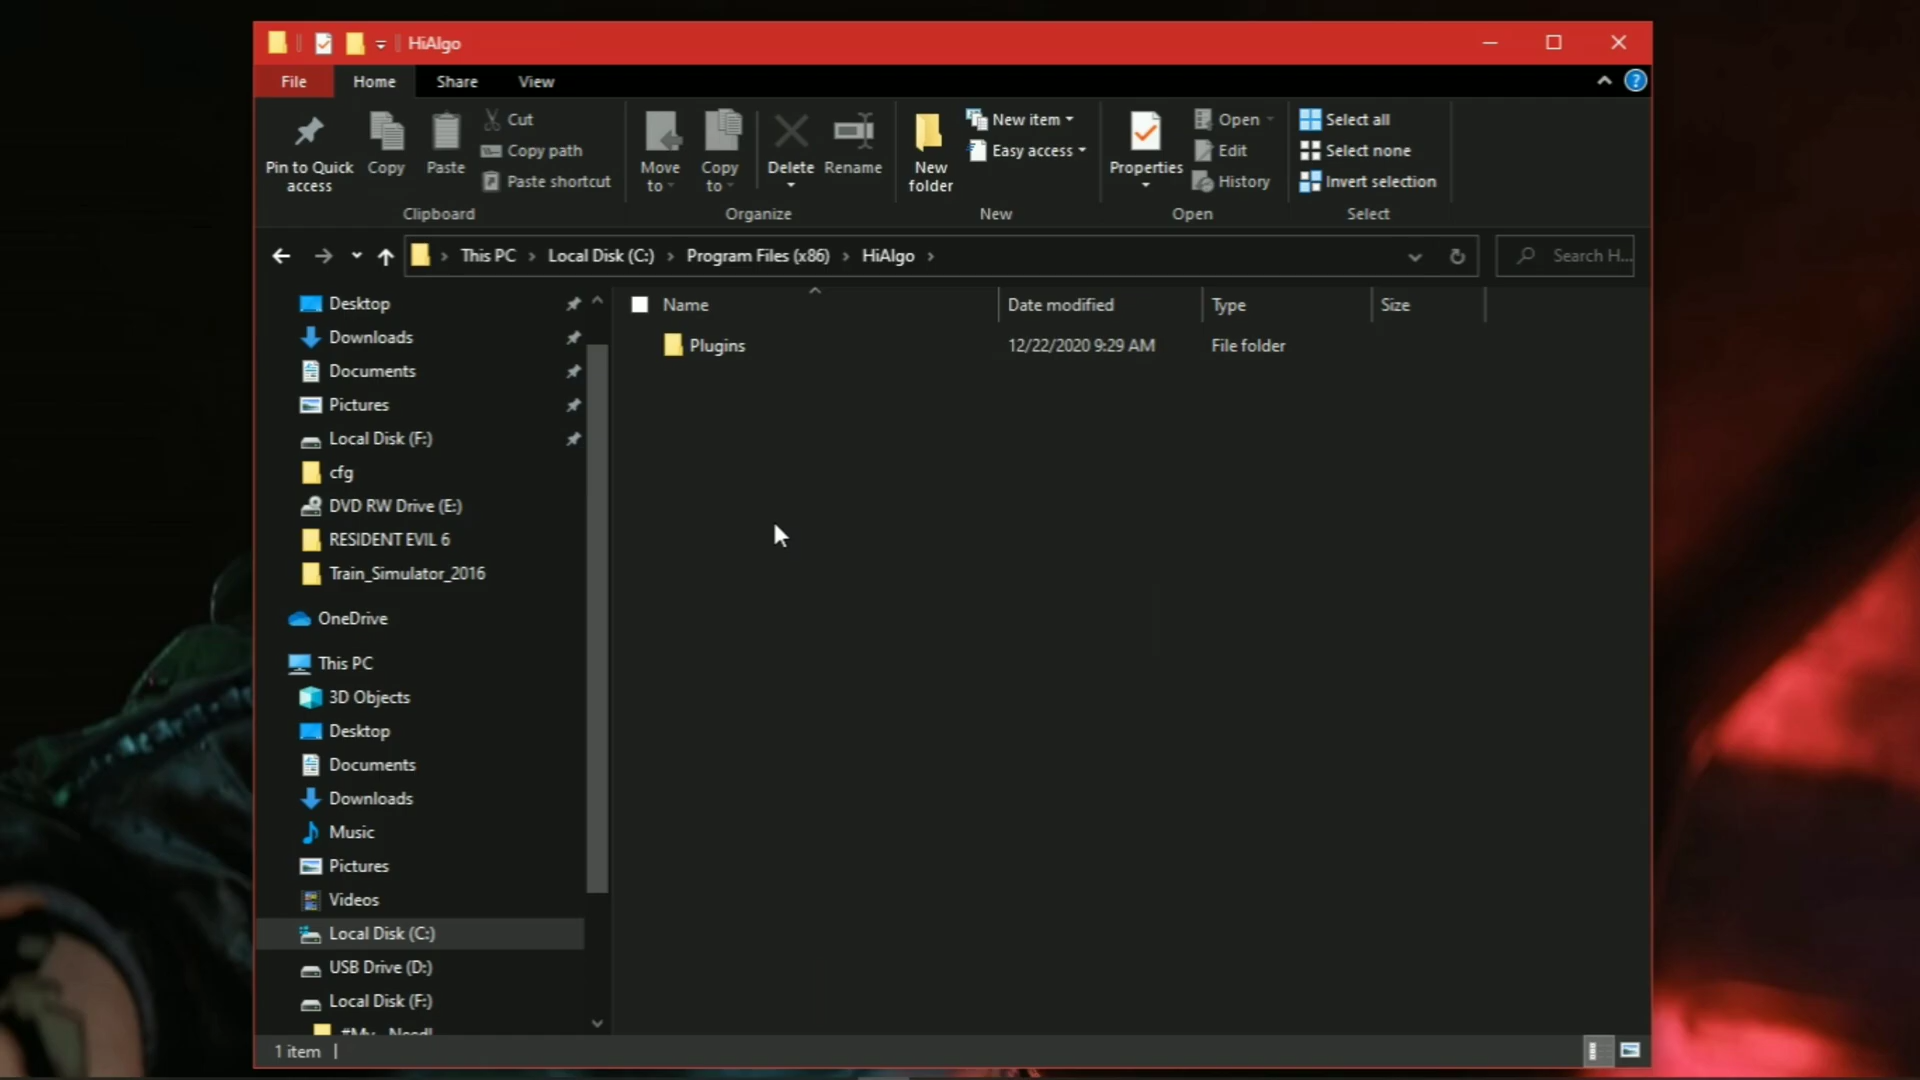 HiAlgo
File Home Share View
Pin to Quick access
Copy
Paste
Cut
Copy path
Paste shortcut
Clipboard
Move to
Copy to
Delete
Rename
Organize
New folder
New item
Easy access
New
Properties
Open
Edit
History
Open
Select all
Select none
Invert selection
Select
This PC > Local Disk (C:) > Program Files (x86) > HiAlgo >
Search H...
Name Date modified Type Size
Plugins 12/22/2020 9:29 AM File folder
Desktop
Downloads
Documents
Pictures
Local Disk (F:)
cfg
DVD RW Drive (E:)
RESIDENT EVIL 6
Train_Simulator_2016
OneDrive
This PC
3D Objects
Desktop
Documents
Downloads
Music
Pictures
Videos
Local Disk (C:)
USB Drive (D:)
Local Disk (F:)
1 item